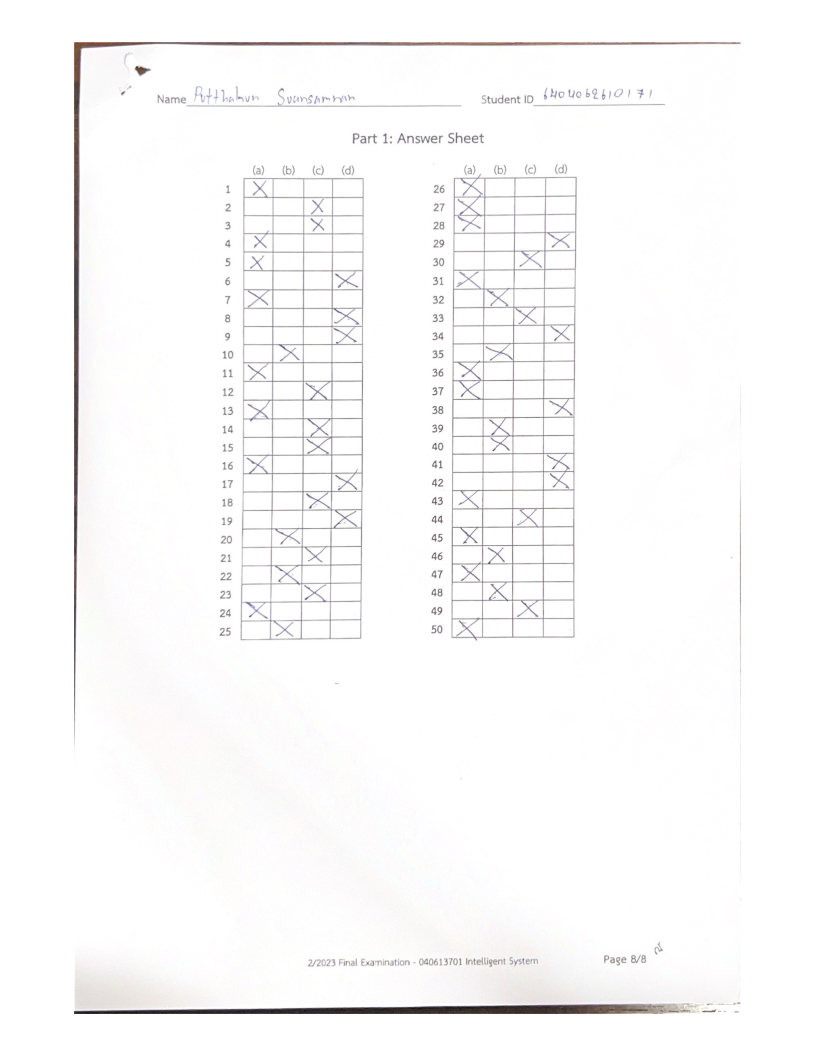 Name Putthakun Suansamran Student ID 6404062610171
Part 1: Answer Sheet
(a) (b) (c) (d)
1 X
2 X
3 X
4 X
5 X
6 X
7 X
8 X
9 X
10 X
11 X
12 X
13 X
14 X
15 X
16 X
17 X
18 X
19 X
20 X
21 X
22 X
23 X
24 X
25 X
(a) (b) (c) (d)
26 X
27 X
28 X
29 X
30 X
31 X
32 X
33 X
34 X
35 X
36 X
37 X
38 X
39 X
40 X
41 X
42 X
43 X
44 X
45 X
46 X
47 X
48 X
49 X
50 X
2/2023 Final Examination - 040613701 Intelligent System Page 8/8